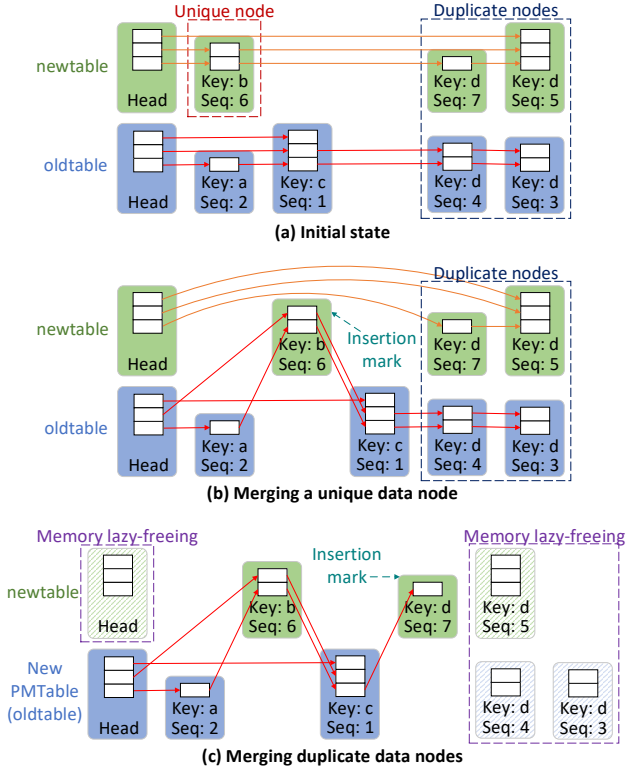 Unique node
Duplicate nodes
newtable
Head
Key: b
Seq: 6
Key: d
Seq: 7
Key: d
Seq: 5
oldtable
Head
Key: a
Seq: 2
Key: c
Seq: 1
Key: d
Seq: 4
Key: d
Seq: 3
(a) Initial state
Duplicate nodes
newtable
Head
Key: b
Seq: 6
Insertion
mark
Key: d
Seq: 7
Key: d
Seq: 5
oldtable
Head
Key: a
Seq: 2
Key: c
Seq: 1
Key: d
Seq: 4
Key: d
Seq: 3
(b) Merging a unique data node
Memory lazy-freeing
Memory lazy-freeing
newtable
Head
Key: b
Seq: 6
Insertion
mark
Key: d
Seq: 7
Key: d
Seq: 5
New
PMTable
(oldtable)
Head
Key: a
Seq: 2
Key: c
Seq: 1
Key: d
Seq: 4
Key: d
Seq: 3
(c) Merging duplicate data nodes